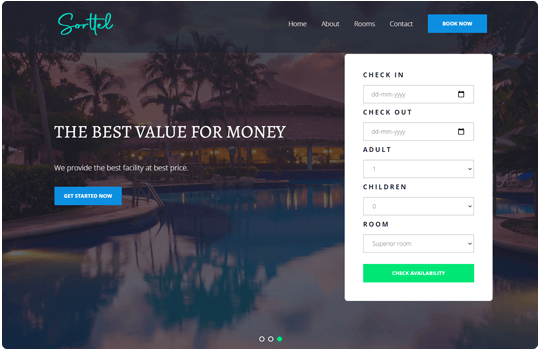 Sorttel
Home About Rooms Contact BOOK NOW
THE BEST VALUE FOR MONEY
We provide the best facility at best price.
GET STARTED NOW
CHECK IN
dd-mm-yyyy
CHECK OUT
dd-mm-yyyy
ADULT
1
CHILDREN
0
ROOM
Superior room
CHECK AVAILABILITY